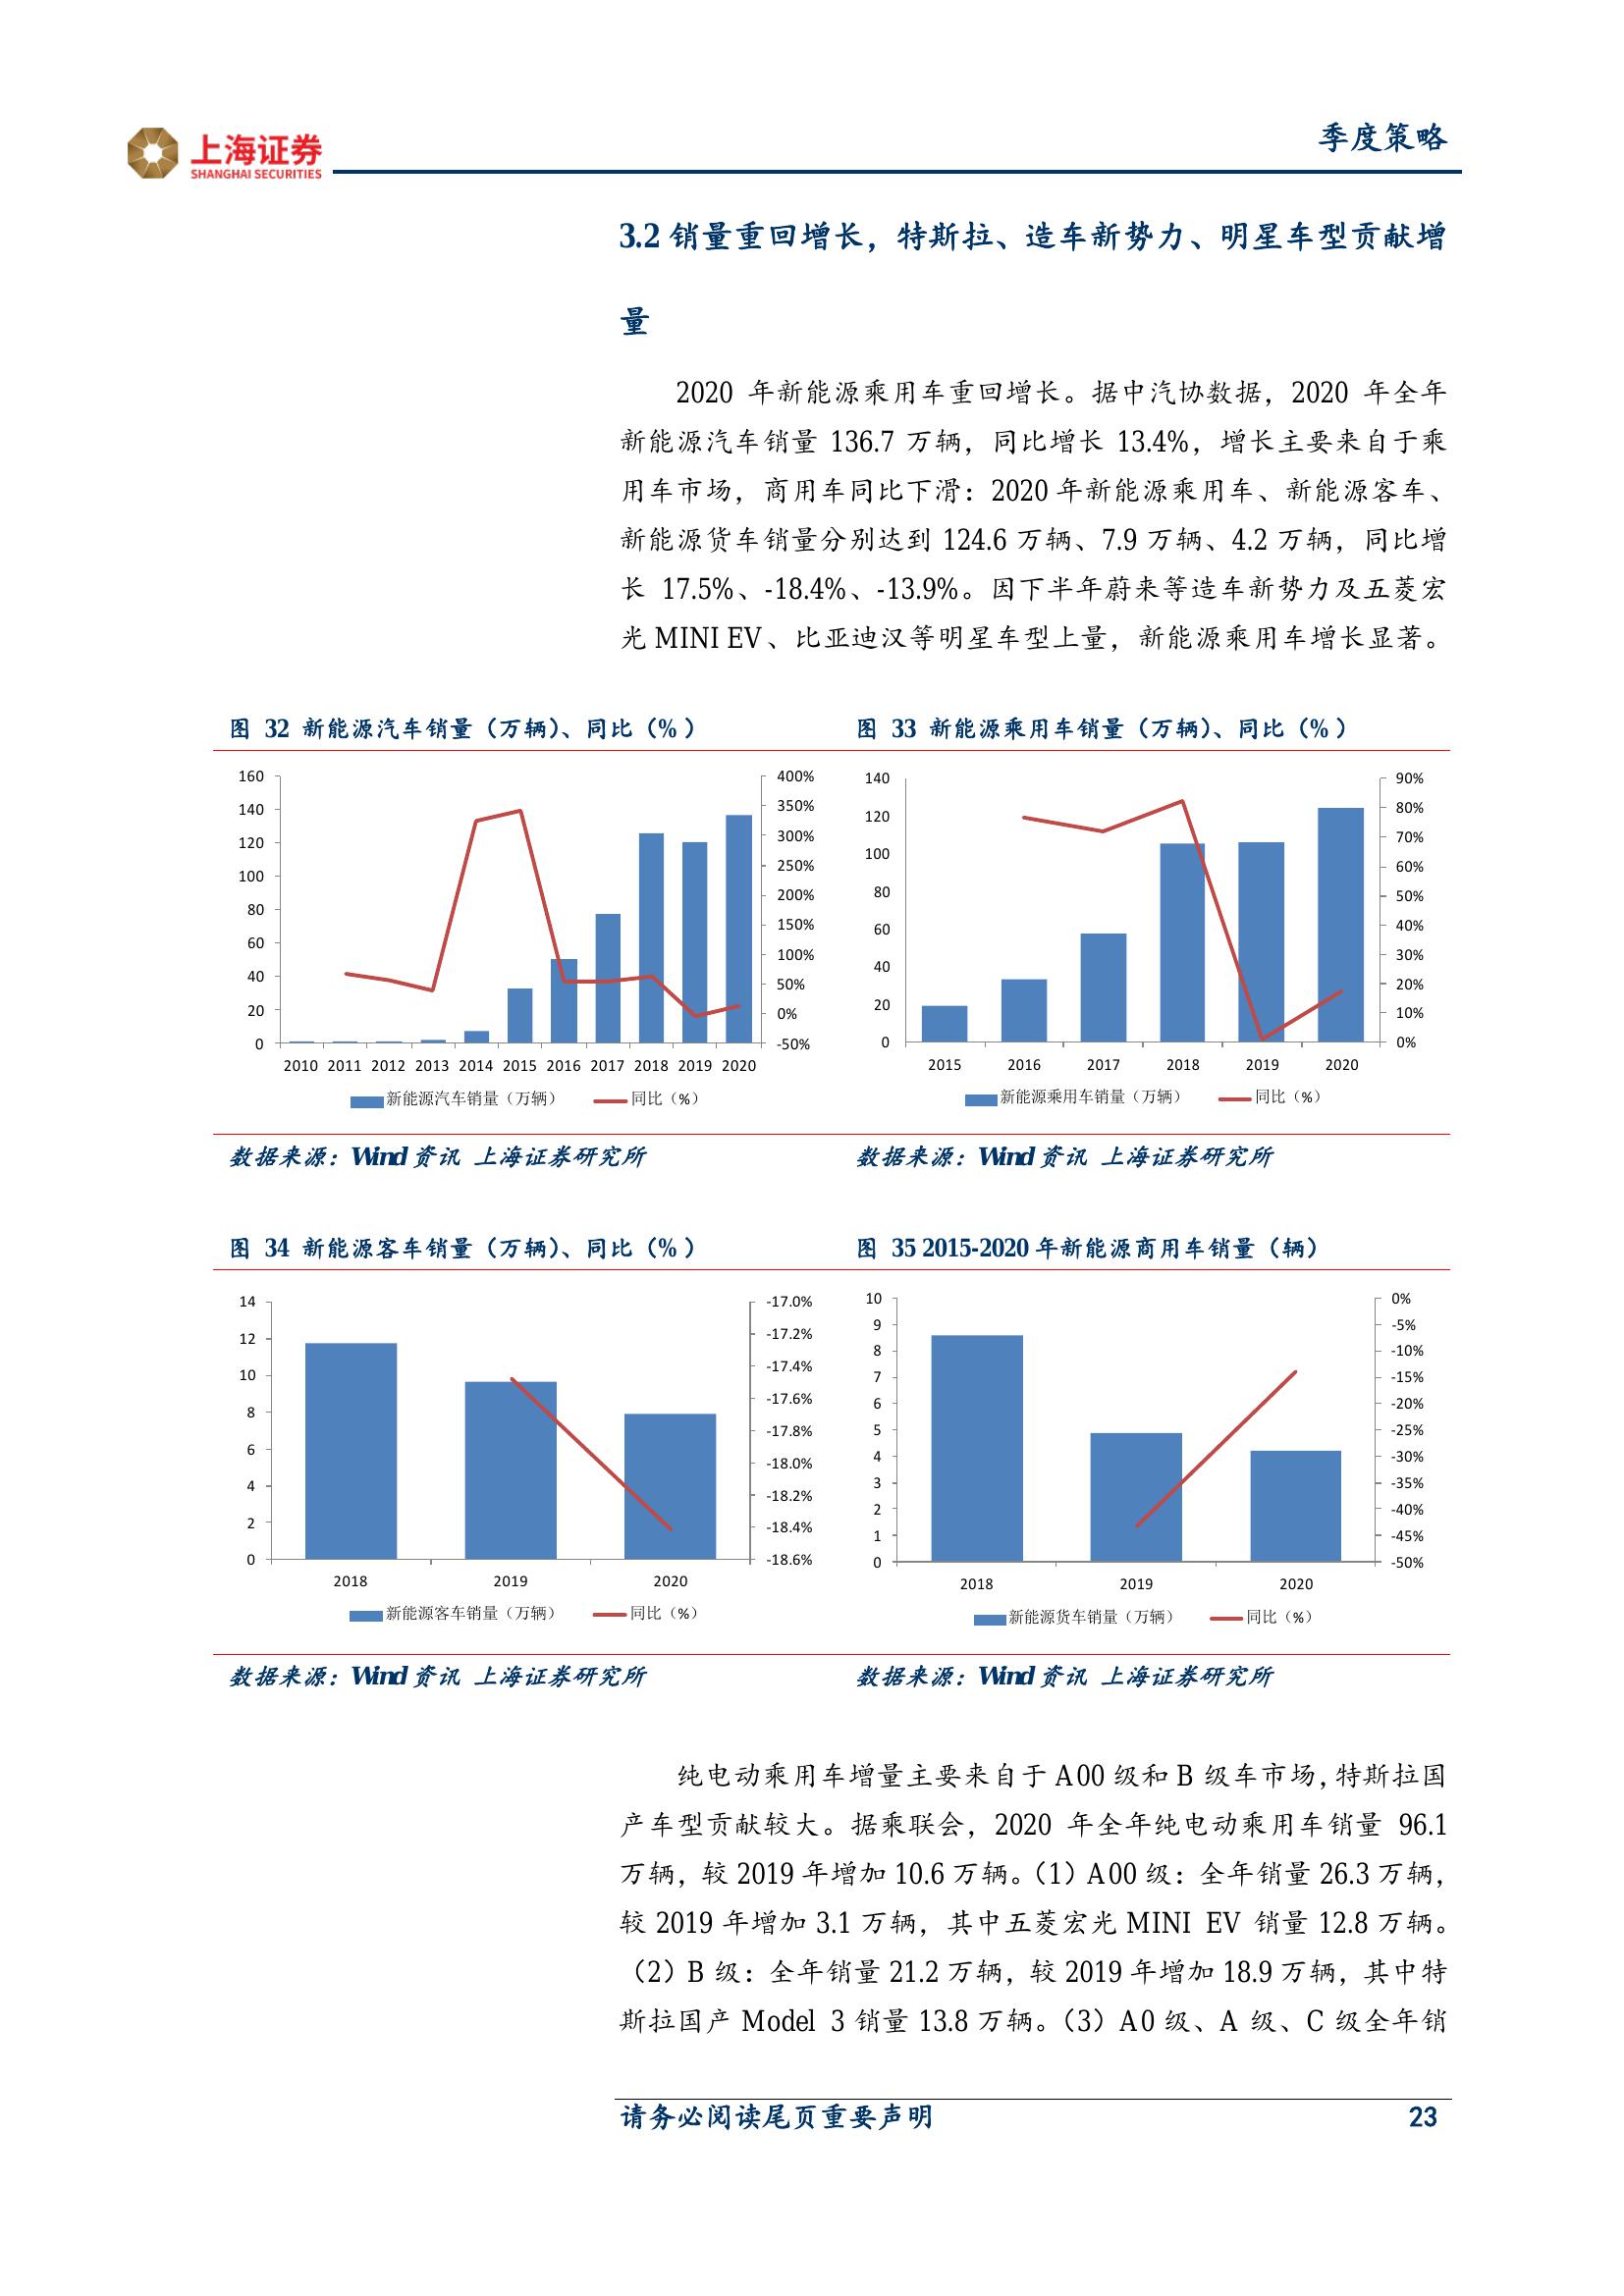 上海证券
SHANGHAI SECURITIES
季度策略
3.2 销量重回增长，特斯拉、造车新势力、明星车型贡献增
量
2020 年新能源乘用车重回增长。据中汽协数据，2020 年全年
新能源汽车销量 136.7 万辆，同比增长 13.4%，增长主要来自于乘
用车市场，商用车同比下滑：2020 年新能源乘用车、新能源客车、
新能源货车销量分别达到 124.6 万辆、7.9 万辆、4.2 万辆，同比增
长 17.5%、-18.4%、-13.9%。因下半年蔚来等造车新势力及五菱宏
光 MINI EV、比亚迪汉等明星车型上量，新能源乘用车增长显著。
图 32 新能源汽车销量（万辆）、同比（%）
160
140
120
100
80
60
40
20
0
400%
350%
300%
250%
200%
150%
100%
50%
0%
-50%
2010 2011 2012 2013 2014 2015 2016 2017 2018 2019 2020
新能源汽车销量（万辆） 同比（%）
数据来源：Wind 资讯 上海证券研究所
图 33 新能源乘用车销量（万辆）、同比（%）
140
120
100
80
60
40
20
0
90%
80%
70%
60%
50%
40%
30%
20%
10%
0%
2015 2016 2017 2018 2019 2020
新能源乘用车销量（万辆） 同比（%）
数据来源：Wind 资讯 上海证券研究所
图 34 新能源客车销量（万辆）、同比（%）
14
12
10
8
6
4
2
0
-17.0%
-17.2%
-17.4%
-17.6%
-17.8%
-18.0%
-18.2%
-18.4%
-18.6%
2018 2019 2020
新能源客车销量（万辆） 同比（%）
数据来源：Wind 资讯 上海证券研究所
图 35 2015-2020 年新能源商用车销量（辆）
10
9
8
7
6
5
4
3
2
1
0
0%
-5%
-10%
-15%
-20%
-25%
-30%
-35%
-40%
-45%
-50%
2018 2019 2020
新能源货车销量（万辆） 同比（%）
数据来源：Wind 资讯 上海证券研究所
纯电动乘用车增量主要来自于 A00 级和 B 级车市场，特斯拉国
产车型贡献较大。据乘联会，2020 年全年纯电动乘用车销量 96.1
万辆，较 2019 年增加 10.6 万辆。（1）A00 级：全年销量 26.3 万辆，
较 2019 年增加 3.1 万辆，其中五菱宏光 MINI EV 销量 12.8 万辆。
（2）B 级：全年销量 21.2 万辆，较 2019 年增加 18.9 万辆，其中特
斯拉国产 Model 3 销量 13.8 万辆。（3）A0 级、A 级、C 级全年销
请务必阅读尾页重要声明
23